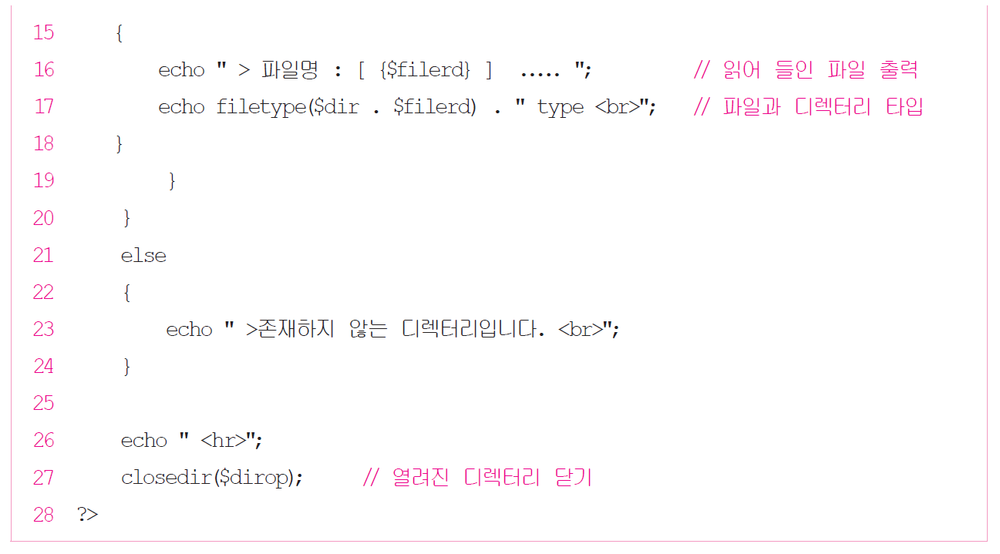 15 {
16 echo " > 파일명 : [ {$filerd} ] ..... "; // 읽어 들인 파일 출력
17 echo filetype($dir . $filerd) . " type <br>"; // 파일과 디렉터리 타입
18 }
19 }
20 }
21 else
22 {
23 echo " >존재하지 않는 디렉터리입니다. <br>";
24 }
25
26 echo " <hr>";
27 closedir($dirop); // 열려진 디렉터리 닫기
28 ?>